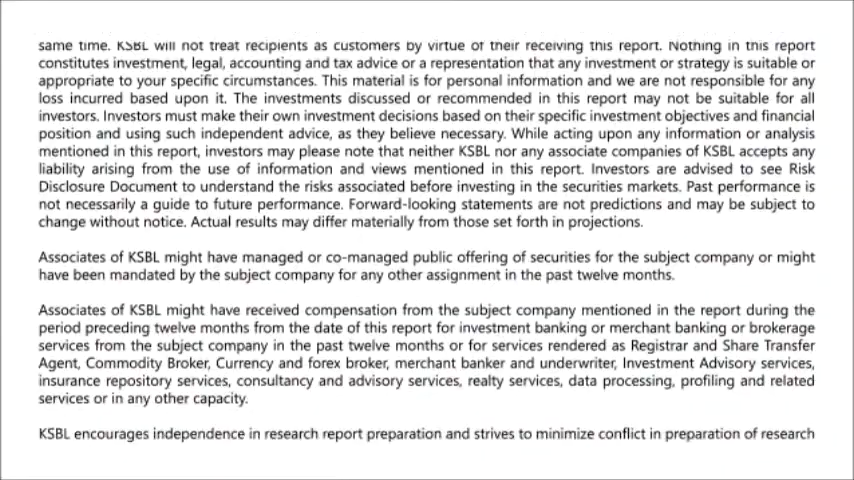 same time. KSBL will not treat recipients as customers by virtue of their receiving this report. Nothing in this report
constitutes investment, legal, accounting and tax advice or a representation that any investment or strategy is suitable or
appropriate to your specific circumstances. This material is for personal information and we are not responsible for any
loss incurred based upon it. The investments discussed or recommended in this report may not be suitable for all
investors. Investors must make their own investment decisions based on their specific investment objectives and financial
position and using such independent advice, as they believe necessary. While acting upon any information or analysis
mentioned in this report, investors may please note that neither KSBL nor any associate companies of KSBL accepts any
liability arising from the use of information and views mentioned in this report. Investors are advised to see Risk
Disclosure Document to understand the risks associated before investing in the securities markets. Past performance is
not necessarily a guide to future performance. Forward-looking statements are not predictions and may be subject to
change without notice. Actual results may differ materially from those set forth in projections.
Associates of KSBL might have managed or co-managed public offering of securities for the subject company or might
have been mandated by the subject company for any other assignment in the past twelve months.
Associates of KSBL might have received compensation from the subject company mentioned in the report during the
period preceding twelve months from the date of this report for investment banking or merchant banking or brokerage
services from the subject company in the past twelve months or for services rendered as Registrar and Share Transfer
Agent, Commodity Broker, Currency and forex broker, merchant banker and underwriter, Investment Advisory services,
insurance repository services, consultancy and advisory services, realty services, data processing, profiling and related
services or in any other capacity.
KSBL encourages independence in research report preparation and strives to minimize conflict in preparation of research